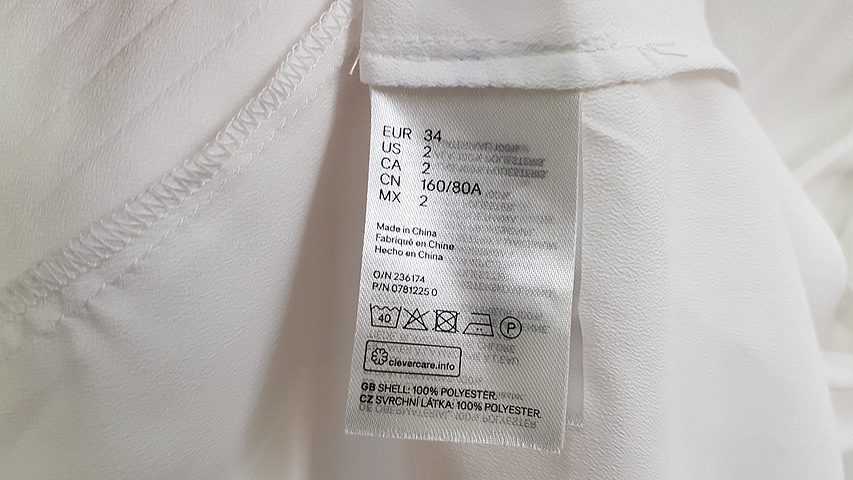 EUR 34
US 2
CA 2
CN 160/80A
MX 2
Made in China
Fabriqué en Chine
Hecho en China
O/N 236174
P/N 0781225 0
40
P
clevercare.info
GB SHELL: 100% POLYESTER.
CZ SVRCHNÍ LÁTKA: 100% POLYESTER.